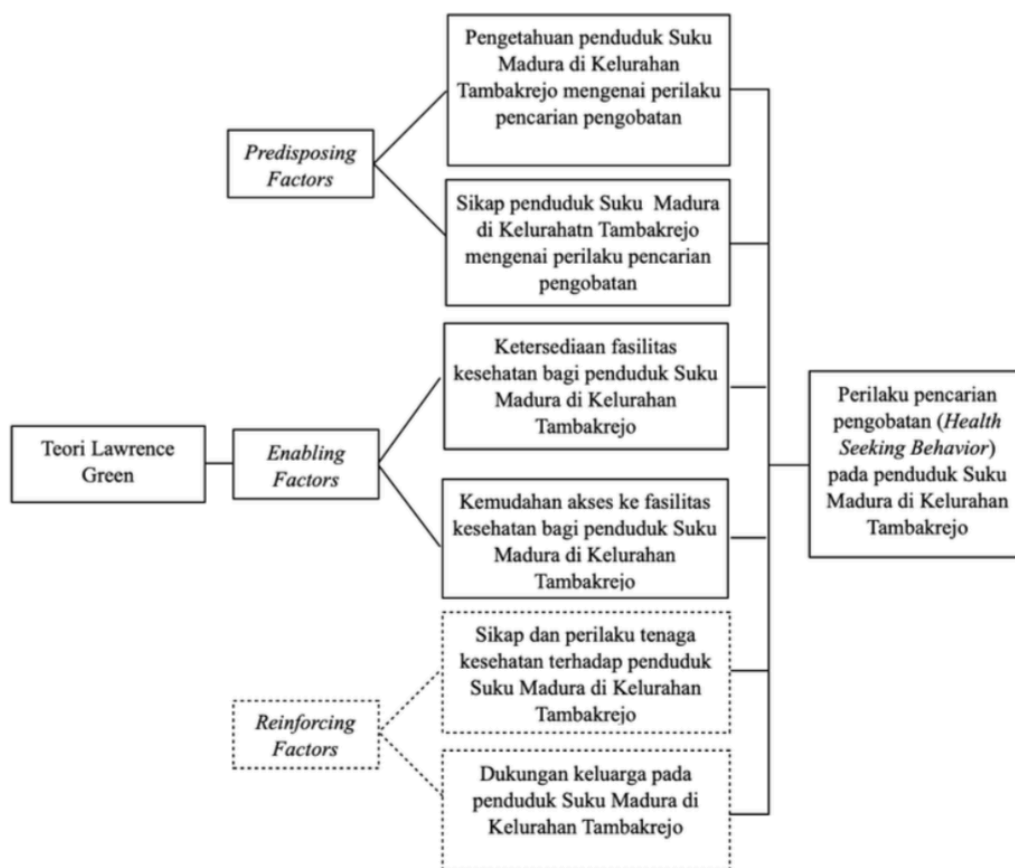 Teori Lawrence
Green
Predisposing
Factors
Pengetahuan penduduk Suku
Madura di Kelurahan
Tambakrejo mengenai perilaku
pencarian pengobatan
Sikap penduduk Suku Madura
di Kelurahatn Tambakrejo
mengenai perilaku pencarian
pengobatan
Enabling
Factors
Ketersediaan fasilitas
kesehatan bagi penduduk Suku
Madura di Kelurahan
Tambakrejo
Kemudahan akses ke fasilitas
kesehatan bagi penduduk Suku
Madura di Kelurahan
Tambakrejo
Reinforcing
Factors
Sikap dan perilaku tenaga
kesehatan terhadap penduduk
Suku Madura di Kelurahan
Tambakrejo
Dukungan keluarga pada
penduduk Suku Madura di
Kelurahan Tambakrejo
Perilaku pencarian
pengobatan (Health
Seeking Behavior)
pada penduduk Suku
Madura di Kelurahan
Tambakrejo